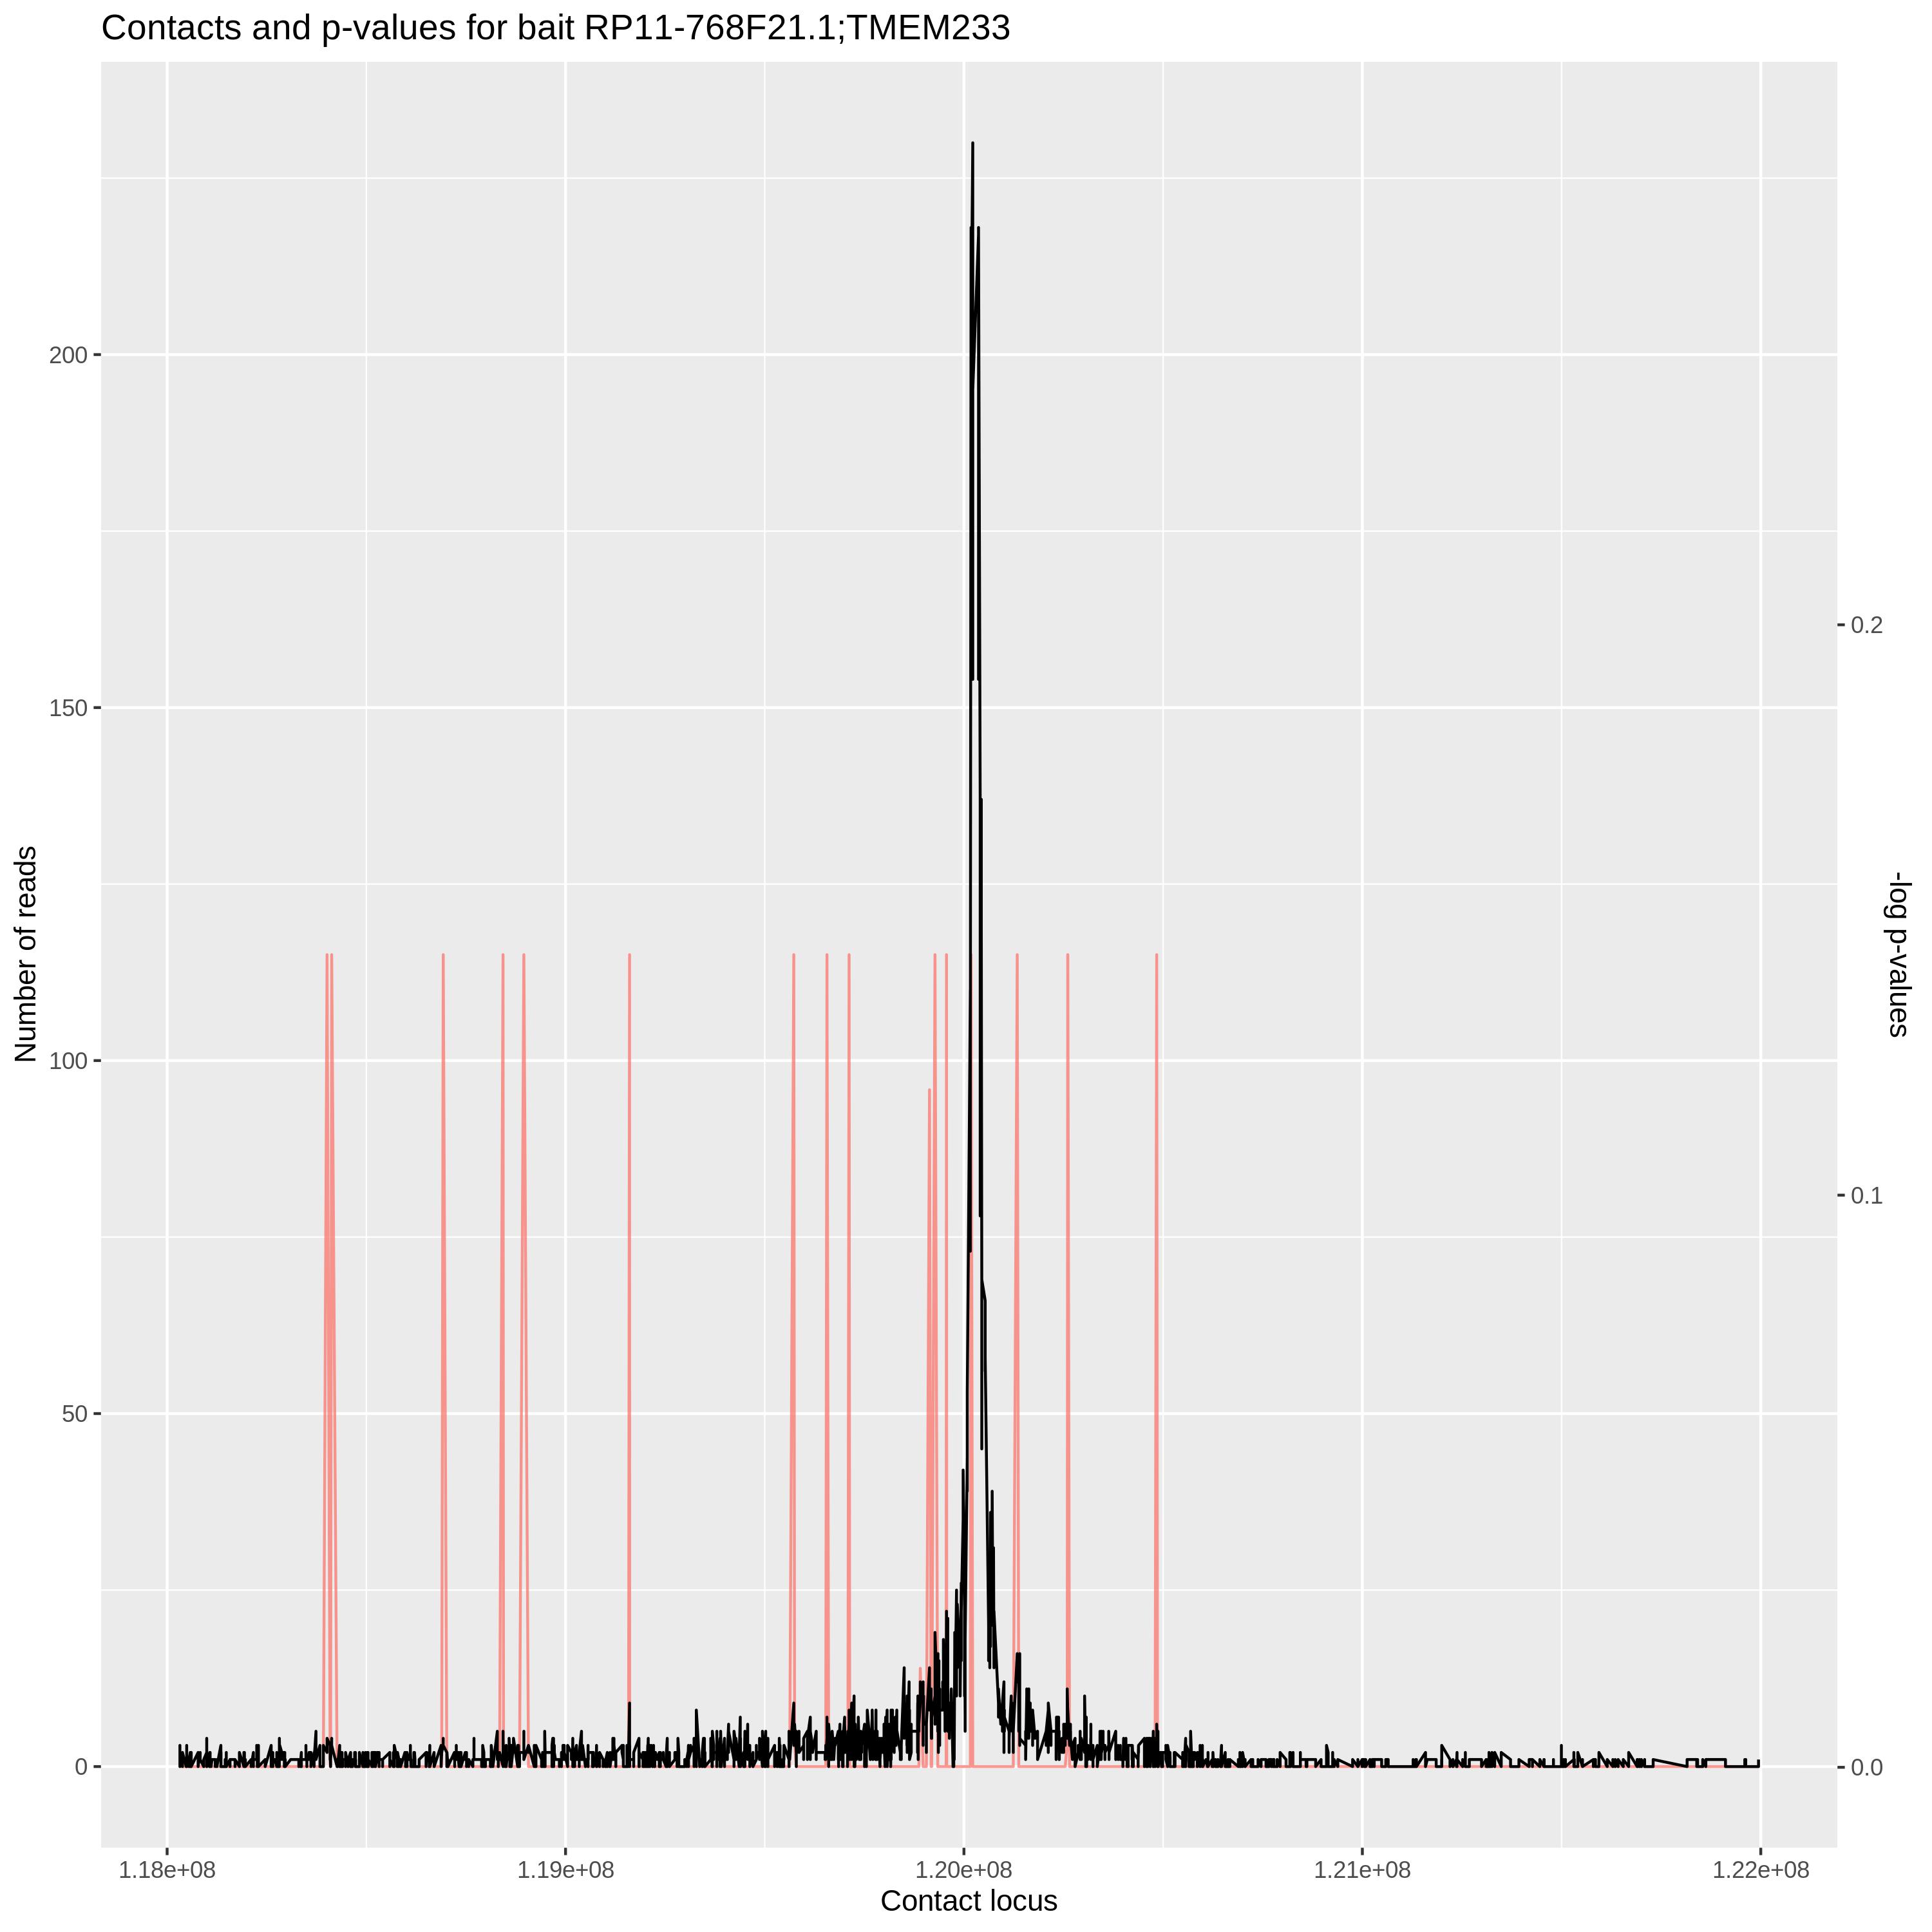 Contacts and p-values for bait RP11-768F21.1;TMEM233
200
150
100
50
0
Number of reads
0.2
0.1
0.0
-log p-values
1.18e+08 1.19e+08 1.20e+08 1.21e+08 1.22e+08
Contact locus